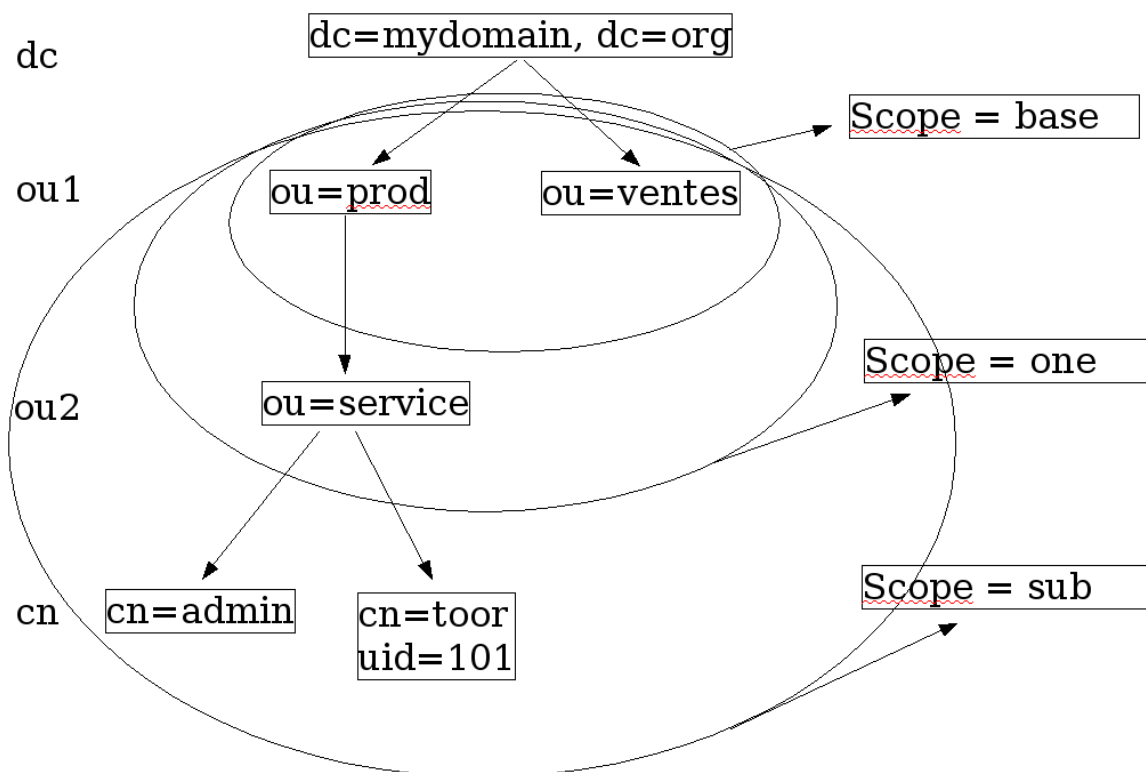 dc
dc=mydomain, dc=org
Scope = base
ou1
ou=prod
ou=ventes
Scope = one
ou2
ou=service
Scope = sub
cn
cn=admin
cn=toor
uid=101